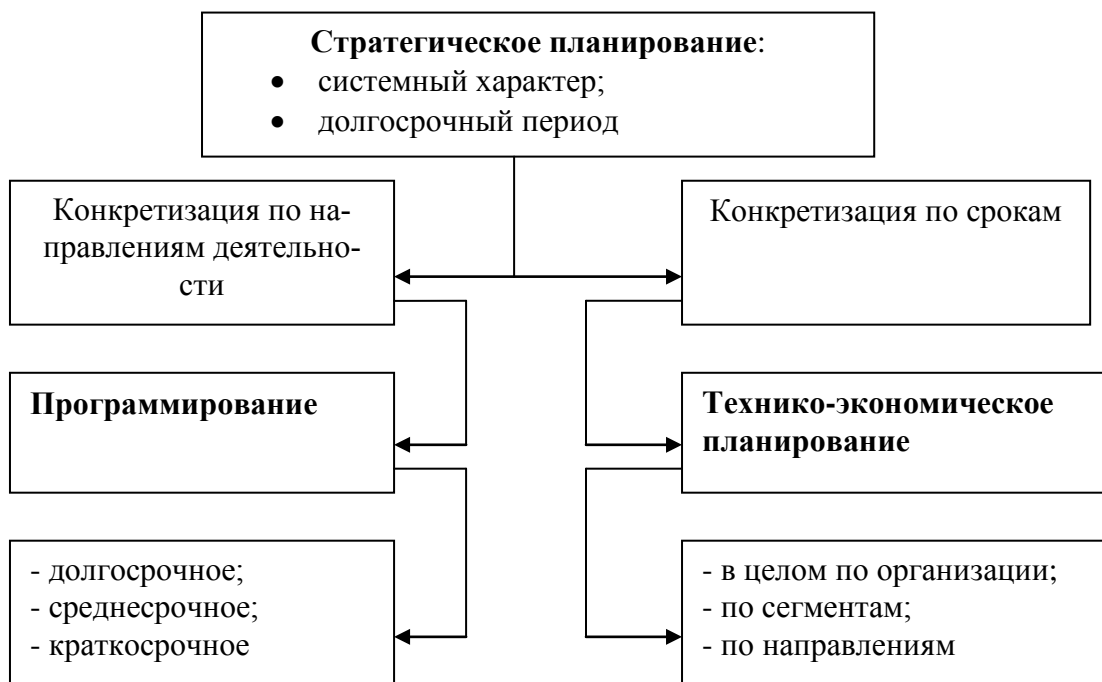 Стратегическое планирование:
• системный характер;
• долгосрочный период
Конкретизация по на-
правлениям деятельно-
сти
Конкретизация по срокам
Программирование
Технико-экономическое
планирование
- долгосрочное;
- среднесрочное;
- краткосрочное
- в целом по организации;
- по сегментам;
- по направлениям